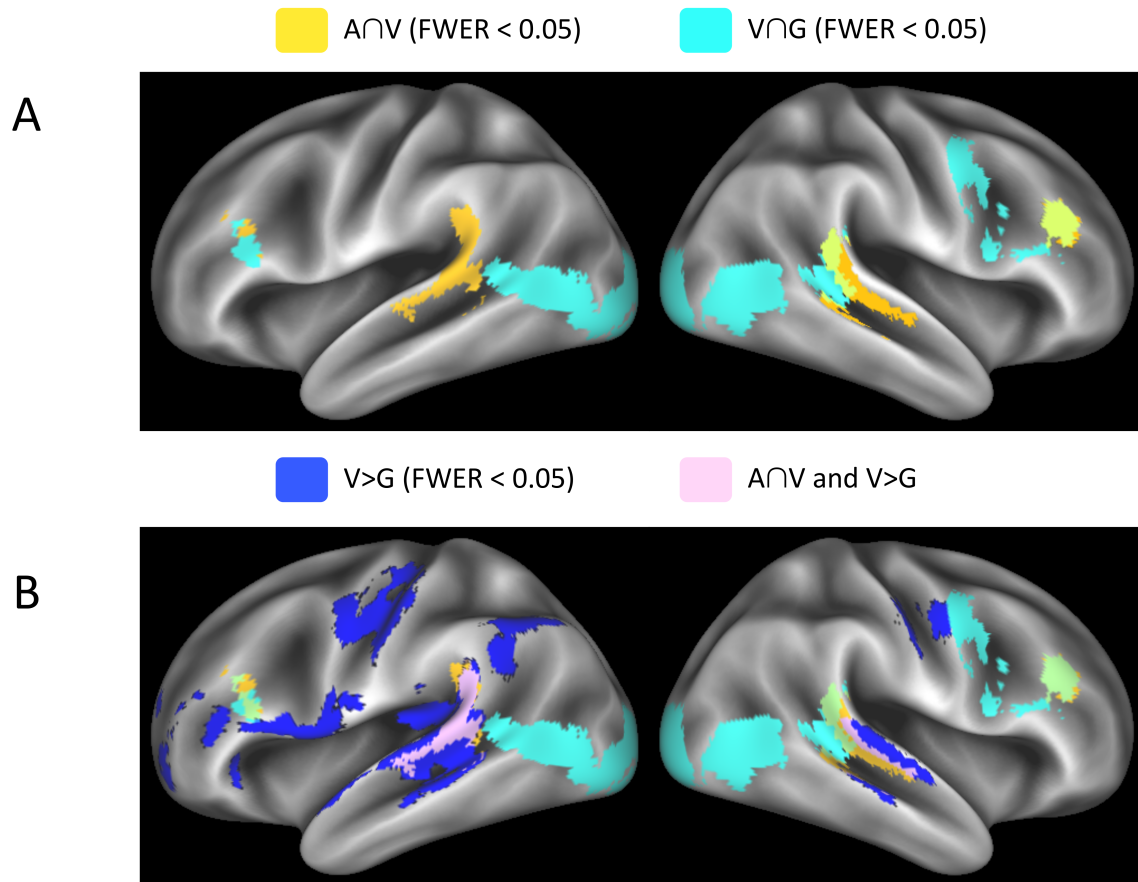 A∩V (FWER < 0.05) V∩G (FWER < 0.05)
A
V>G (FWER < 0.05) A∩V and V>G
B